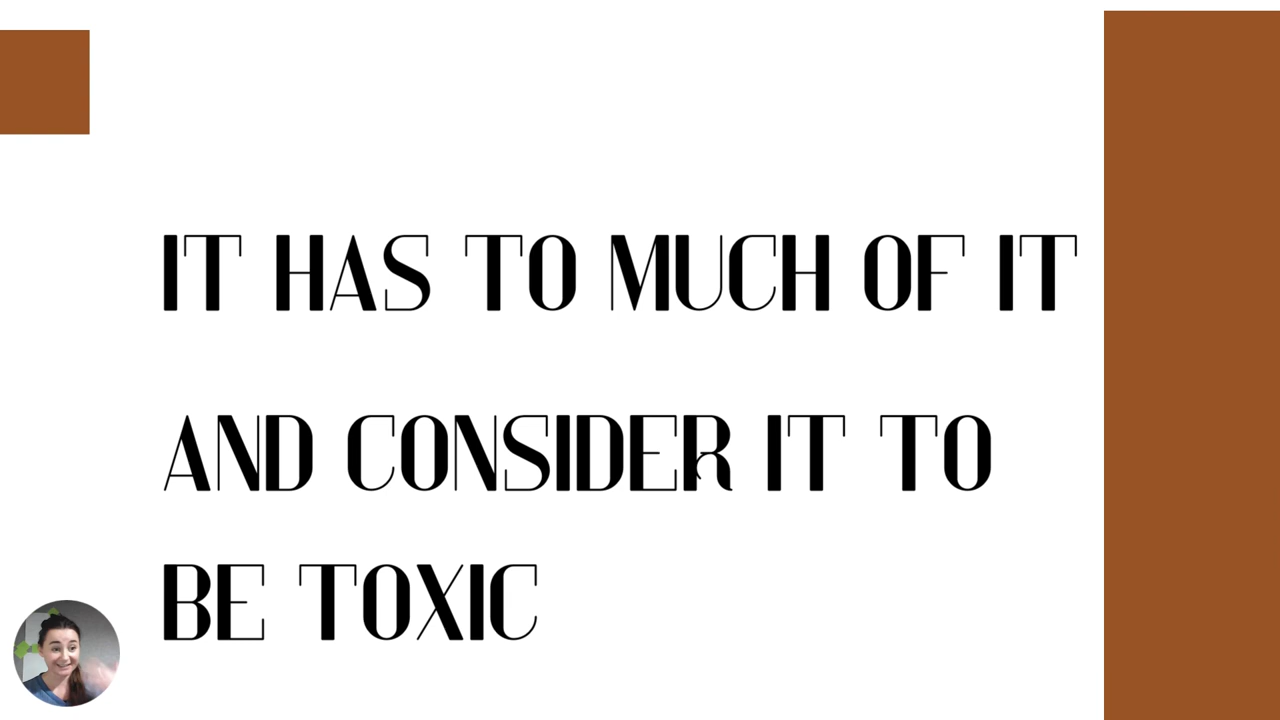 IT HAS TO MUCH OF IT
AND CONSIDER IT TO
BE TOXIC